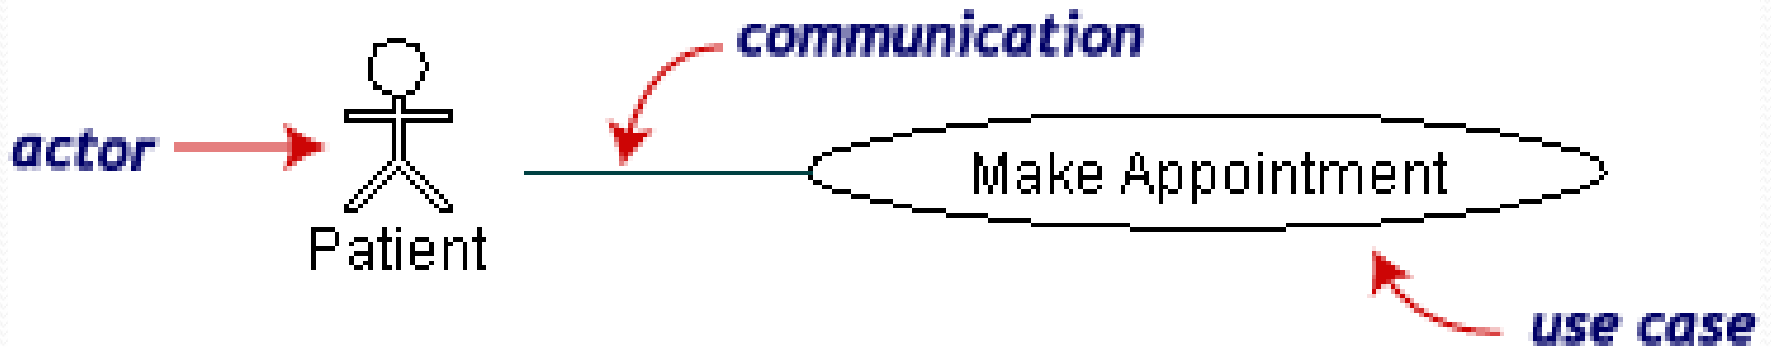 communication
actor
Make Appointment
Patient
use case